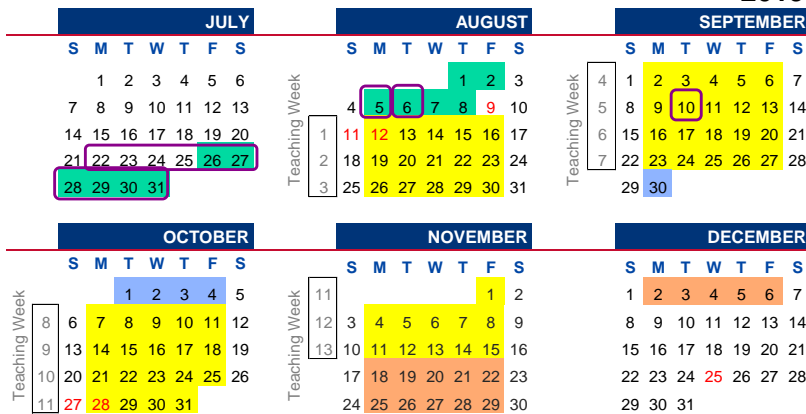 JULY
S M T W T F S
1 2 3 4 5 6
7 8 9 10 11 12 13
14 15 16 17 18 19 20
21 22 23 24 25 26 27
28 29 30 31
AUGUST
S M T W T F S
Teaching Week
1 2 3
4 5 6 7 8 9 10
1 11 12 13 14 15 16 17
2 18 19 20 21 22 23 24
3 25 26 27 28 29 30 31
SEPTEMBER
S M T W T F S
Teaching Week
4 1 2 3 4 5 6 7
5 8 9 10 11 12 13 14
6 15 16 17 18 19 20 21
7 22 23 24 25 26 27 28
29 30
OCTOBER
S M T W T F S
Teaching Week
1 2 3 4 5
8 6 7 8 9 10 11 12
9 13 14 15 16 17 18 19
10 20 21 22 23 24 25 26
11 27 28 29 30 31
NOVEMBER
S M T W T F S
Teaching Week
11 1 2
12 3 4 5 6 7 8 9
13 10 11 12 13 14 15 16
17 18 19 20 21 22 23
24 25 26 27 28 29 30
DECEMBER
S M T W T F S
1 2 3 4 5 6 7
8 9 10 11 12 13 14
15 16 17 18 19 20 21
22 23 24 25 26 27 28
29 30 31